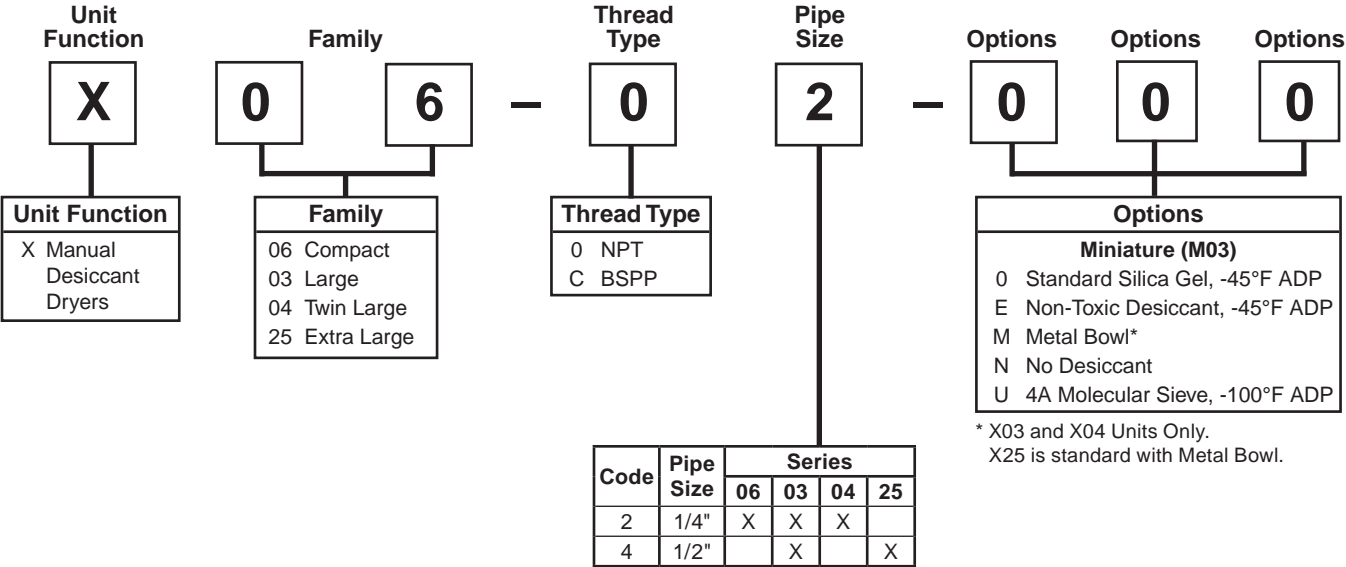 Unit Function
Family
Thread Type
Pipe Size
Options
Options
Options
X
0
6
–
0
2
–
0
0
0
Unit Function
X Manual
Desiccant
Dryers
Family
06 Compact
03 Large
04 Twin Large
25 Extra Large
Thread Type
0 NPT
C BSPP
Options
Miniature (M03)
0 Standard Silica Gel, -45°F ADP
E Non-Toxic Desiccant, -45°F ADP
M Metal Bowl*
N No Desiccant
U 4A Molecular Sieve, -100°F ADP
* X03 and X04 Units Only.
X25 is standard with Metal Bowl.
Code Pipe Size Series
06 03 04 25
2 1/4" X X X
4 1/2" X X